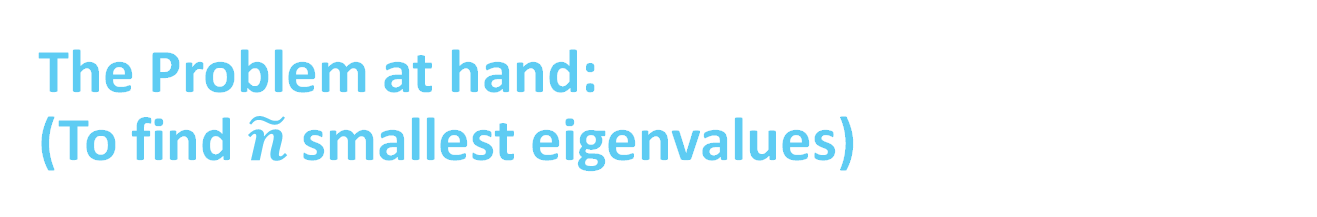 The Problem at hand:
(To find ñ smallest eigenvalues)